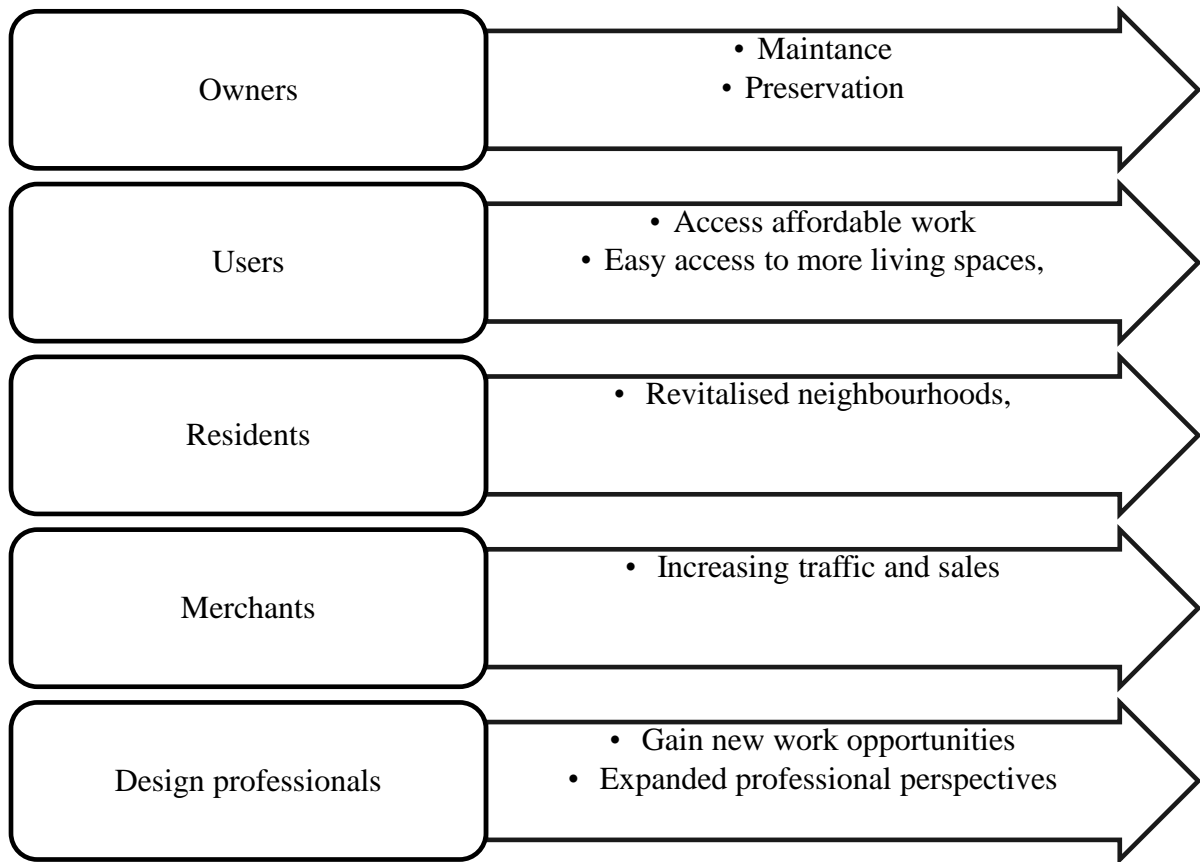 Owners
• Maintance
• Preservation
Users
• Access affordable work
• Easy access to more living spaces,
Residents
• Revitalised neighbourhoods,
Merchants
• Increasing traffic and sales
Design professionals
• Gain new work opportunities
• Expanded professional perspectives